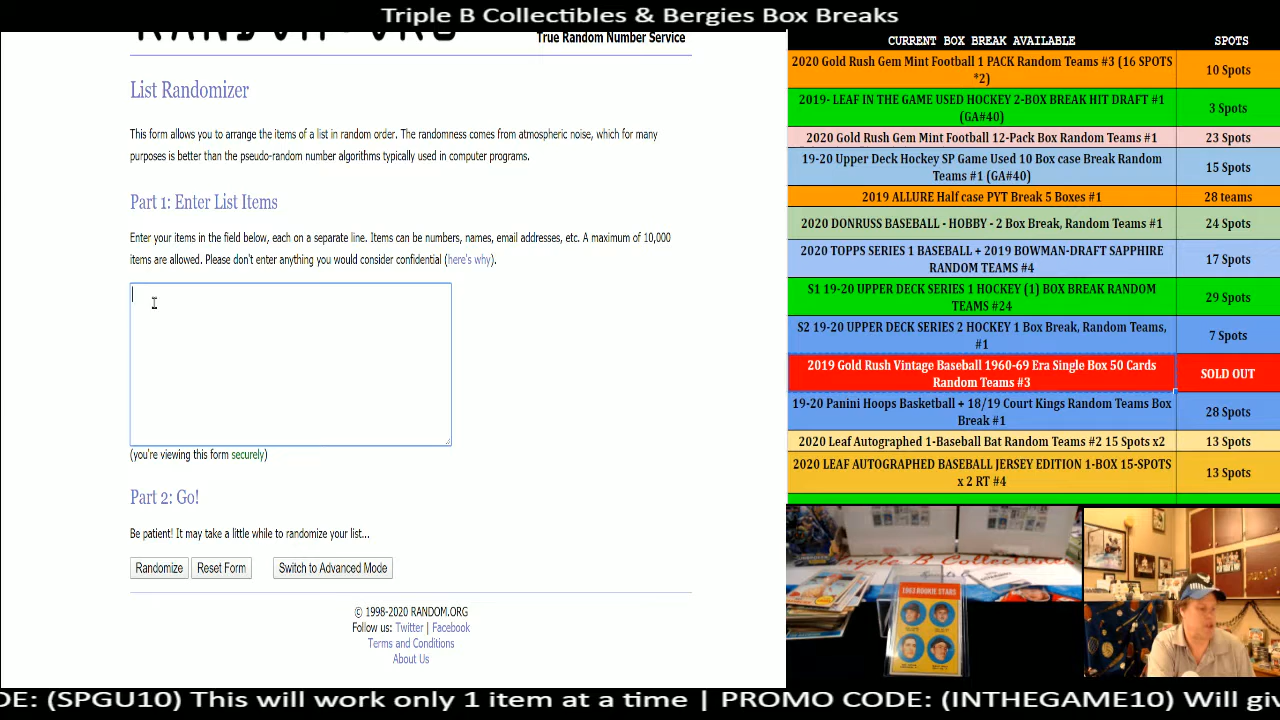 Triple B Collectibles & Bergies Box Breaks
RANDOM.ORG
True Random Number Service
List Randomizer
This form allows you to arrange the items of a list in random order. The randomness comes from atmospheric noise, which for many
purposes is better than the pseudo-random number algorithms typically used in computer programs.
Part 1: Enter List Items
Enter your items in the field below, each on a separate line. Items can be numbers, names, email addresses, etc. A maximum of 10,000
items are allowed. Please don't enter anything you would consider confidential (here's why).
(you're viewing this form securely)
Part 2: Go!
Be patient! It may take a little while to randomize your list...
Randomize
Reset Form
Switch to Advanced Mode
© 1998-2020 RANDOM.ORG
Follow us: Twitter | Facebook
Terms and Conditions
About Us
CURRENT BOX BREAK AVAILABLE SPOTS
2020 Gold Rush Gem Mint Football 1 PACK Random Teams #3 (16 SPOTS
*2)
10 Spots
2019- LEAF IN THE GAME USED HOCKEY 2-BOX BREAK HIT DRAFT #1
(GA#40)
3 Spots
2020 Gold Rush Gem Mint Football 12-Pack Box Random Teams #1
23 Spots
19-20 Upper Deck Hockey SP Game Used 10 Box case Break Random
Teams #1 (GA#40)
15 Spots
2019 ALLURE Half case PYT Break 5 Boxes #1
28 teams
2020 DONRUSS BASEBALL - HOBBY - 2 Box Break, Random Teams #1
24 Spots
2020 TOPPS SERIES 1 BASEBALL + 2019 BOWMAN-DRAFT SAPPHIRE
RANDOM TEAMS #4
17 Spots
S1 19-20 UPPER DECK SERIES 1 HOCKEY (1) BOX BREAK RANDOM
TEAMS #24
29 Spots
S2 19-20 UPPER DECK SERIES 2 HOCKEY 1 Box Break, Random Teams,
#1
7 Spots
2019 Gold Rush Vintage Baseball 1960-69 Era Single Box 50 Cards
Random Teams #3
SOLD OUT
19-20 Panini Hoops Basketball + 18/19 Court Kings Random Teams Box
Break #1
28 Spots
2020 Leaf Autographed 1-Baseball Bat Random Teams #2 15 Spots x2
13 Spots
2020 LEAF AUTOGRAPHED BASEBALL JERSEY EDITION 1-BOX 15-SPOTS
x 2 RT #4
13 Spots
Triple B Collectibles
1963 ROOKIE STARS
DE: (SPGU10) This will work only 1 item at a time | PROMO CODE: (INTHEGAME10) Will giv